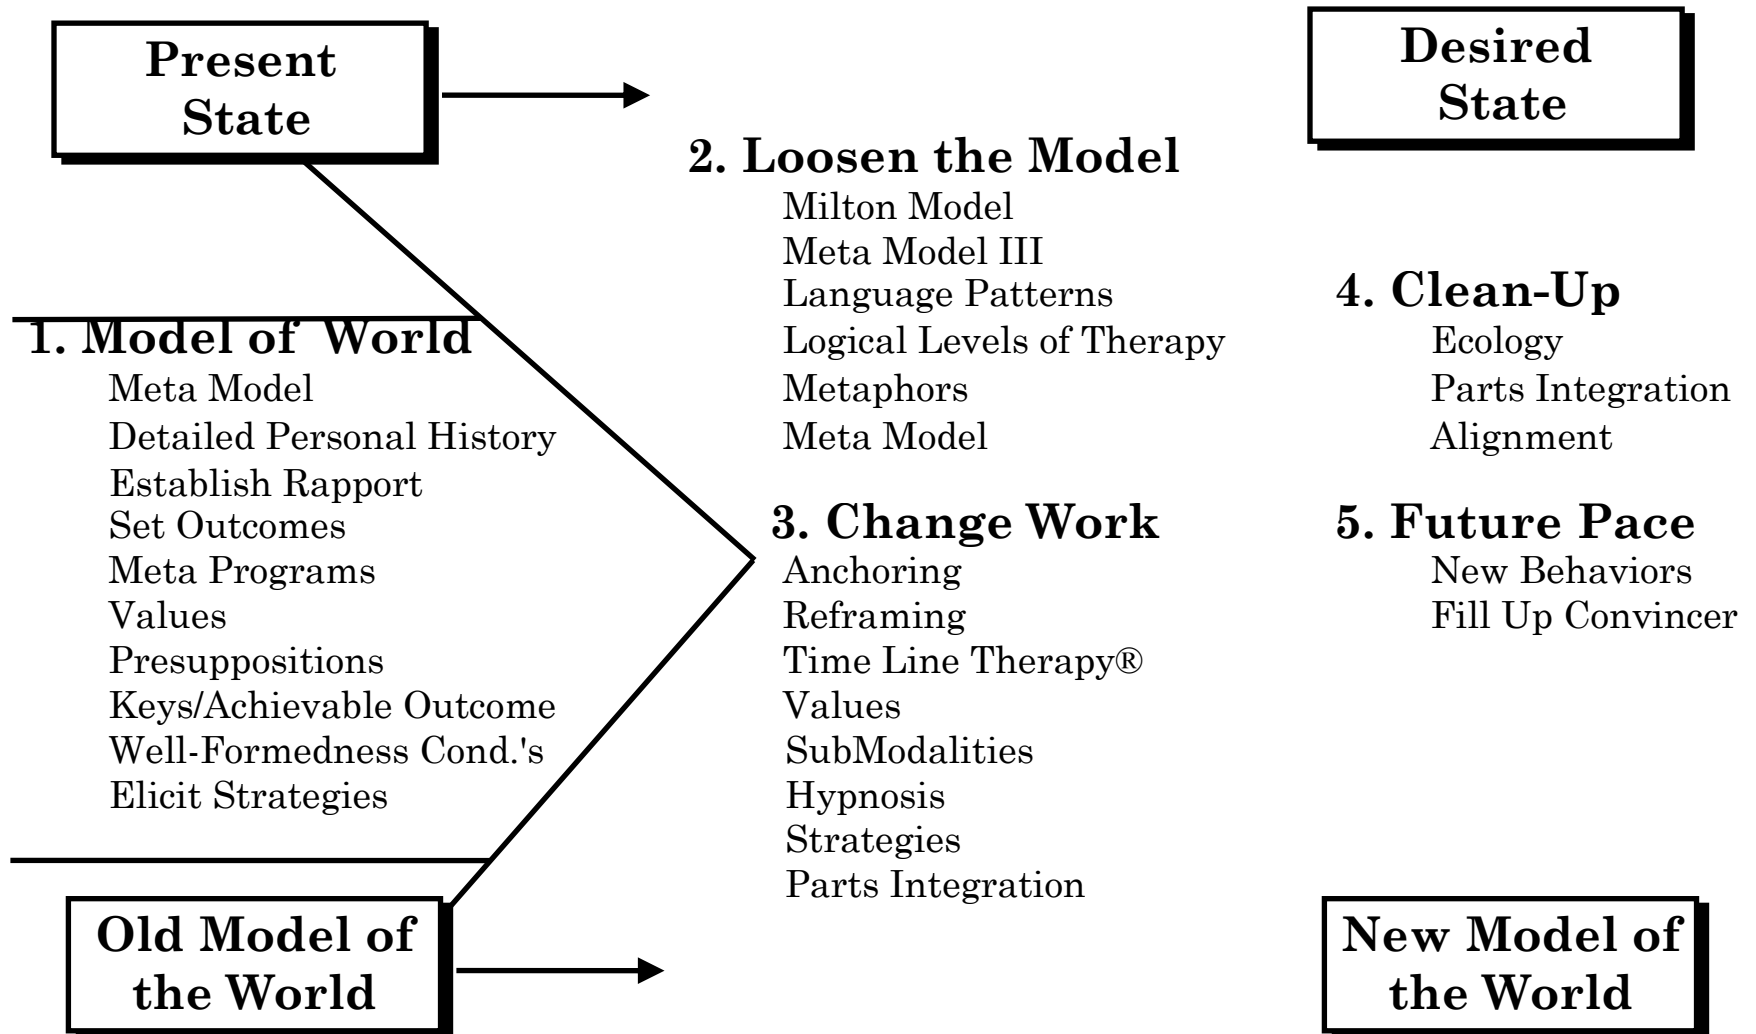 Present
State
Desired
State
1. Model of World
Meta Model
Detailed Personal History
Establish Rapport
Set Outcomes
Meta Programs
Values
Presuppositions
Keys/Achievable Outcome
Well-Formedness Cond.'s
Elicit Strategies
2. Loosen the Model
Milton Model
Meta Model III
Language Patterns
Logical Levels of Therapy
Metaphors
Meta Model
3. Change Work
Anchoring
Reframing
Time Line Therapy®
Values
SubModalities
Hypnosis
Strategies
Parts Integration
4. Clean-Up
Ecology
Parts Integration
Alignment
5. Future Pace
New Behaviors
Fill Up Convincer
Old Model of
the World
New Model of
the World